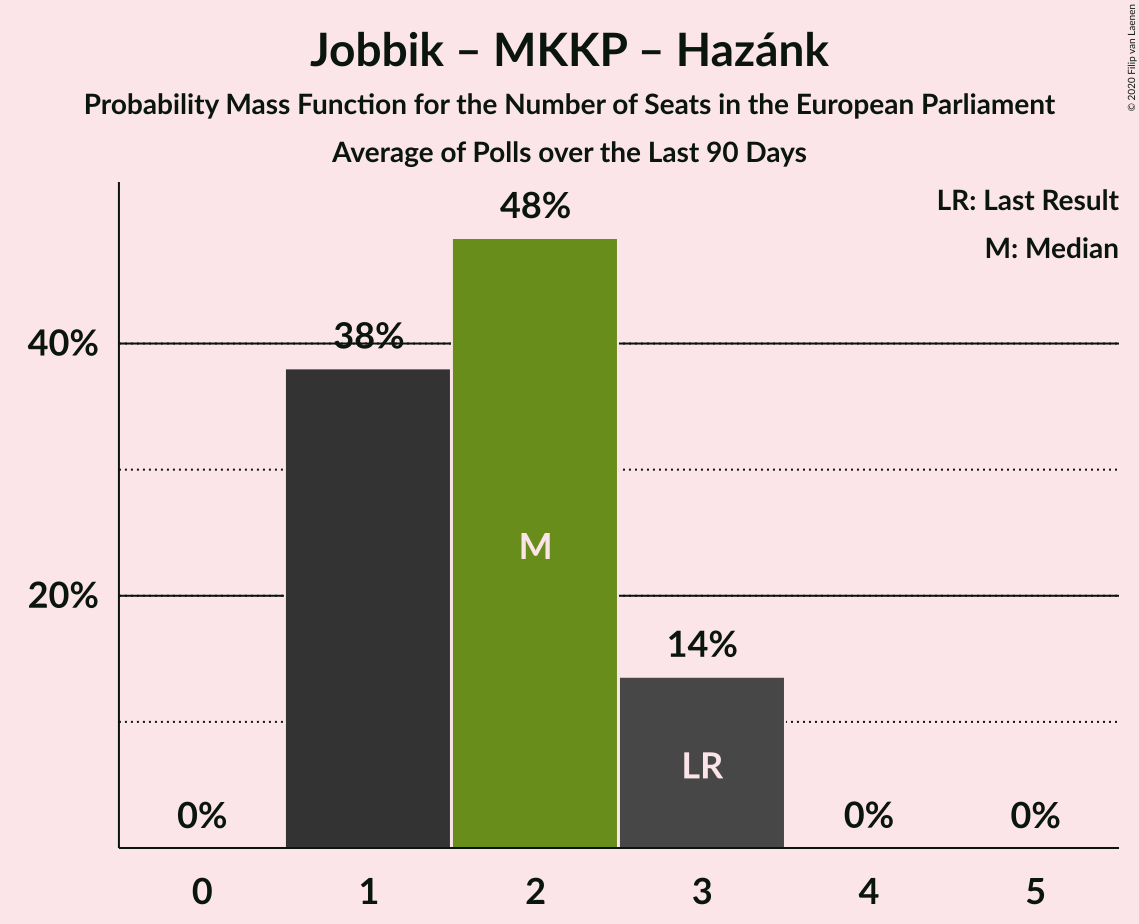 Jobbik – MKKP – Hazánk
Probability Mass Function for the Number of Seats in the European Parliament
Average of Polls over the Last 90 Days
© 2020 Filip van Laenen
LR: Last Result
M: Median
48%
38%
40%
M
20%
14%
LR
0%
0%
0%
0 1 2 3 4 5